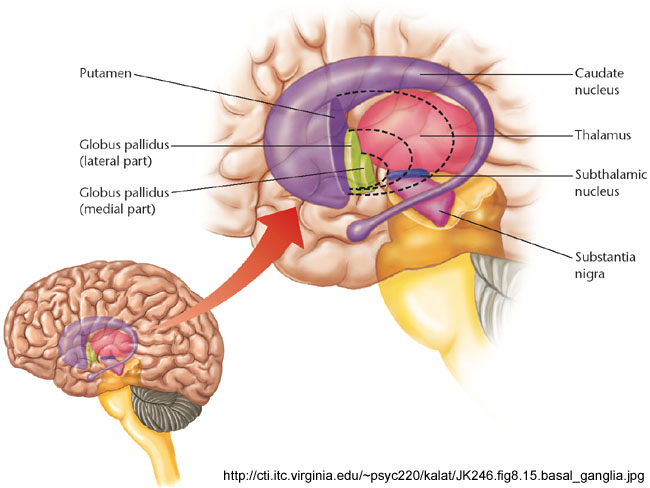 Putamen
Globus pallidus
(lateral part)
Globus pallidus
(medial part)
Caudate
nucleus
Thalamus
Subthalamic
nucleus
Substantia
nigra
http://cti.itc.virginia.edu/~psyc220/kalat/JK246.fig8.15.basal_ganglia.jpg